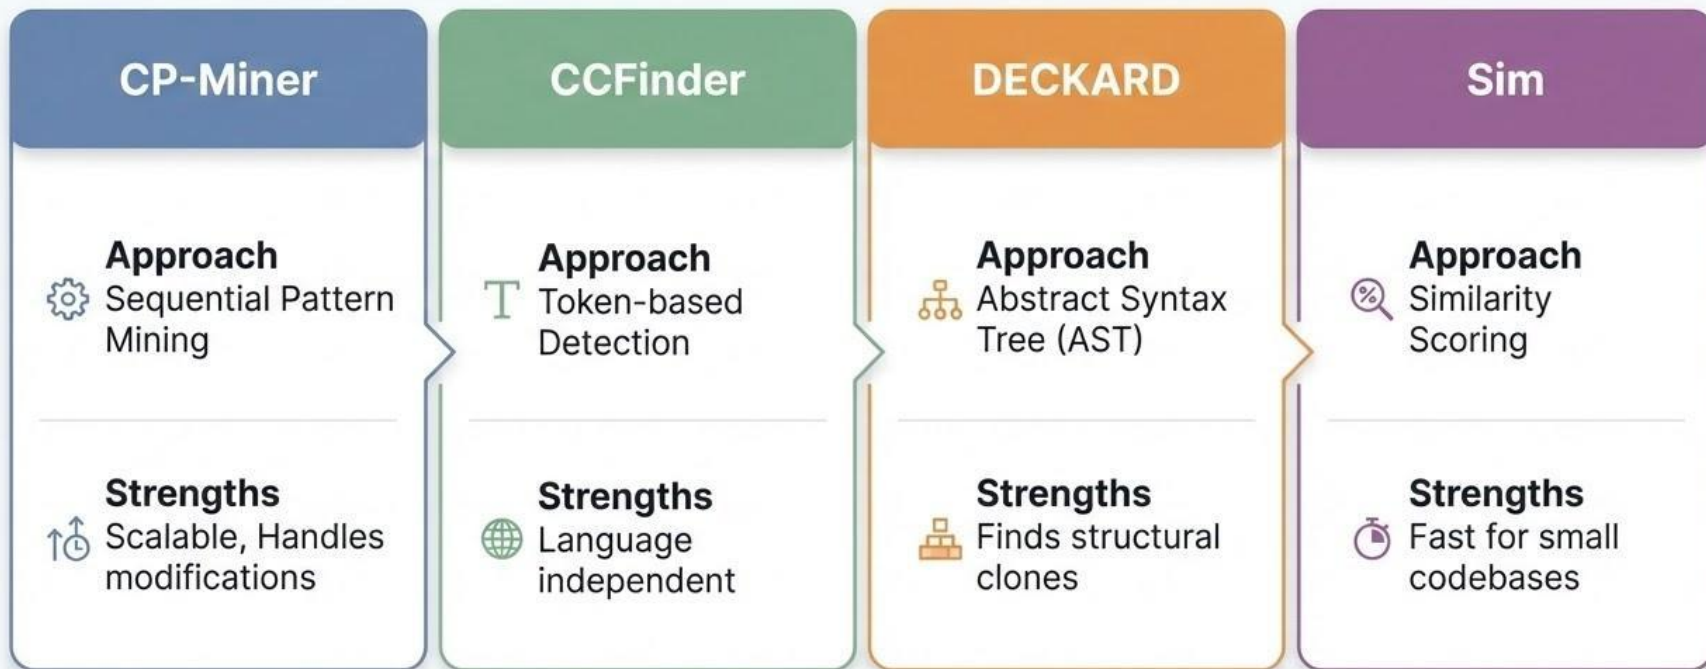 CP-Miner
Approach
Sequential Pattern
Mining
Strengths
Scalable, Handles
modifications
CCFinder
Approach
T
Token-based
Detection
Strengths
Language
independent
DECKARD
Approach
Abstract Syntax
Tree (AST)
Strengths
Finds structural
clones
Sim
Approach
%
Similarity
Scoring
Strengths
Fast for small
codebases